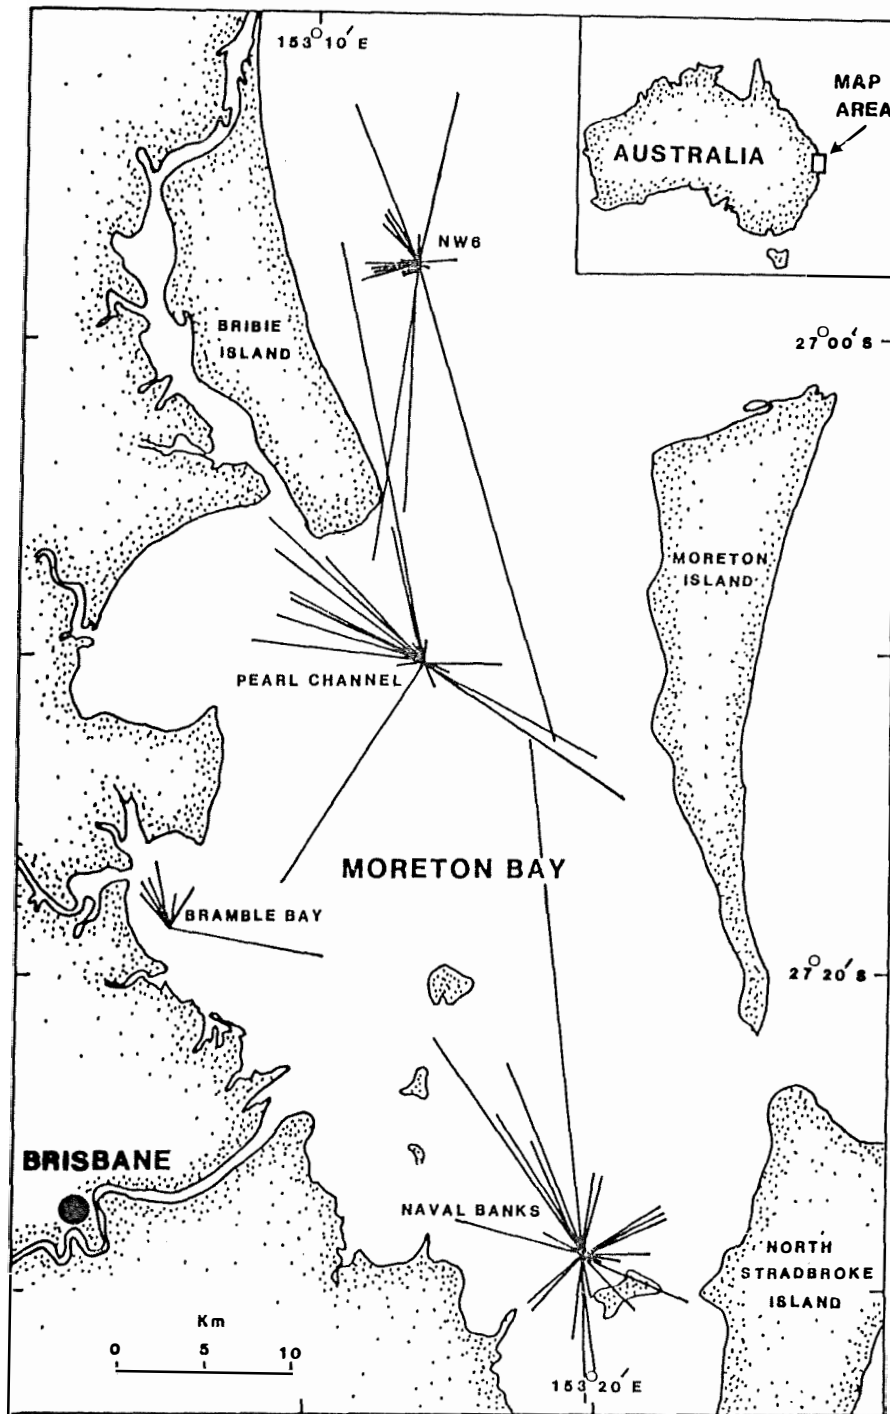 153° 10' E
MAP
AREA
AUSTRALIA
NW6
BRIBIE
ISLAND
27° 00' S
MORETON
ISLAND
PEARL CHANNEL
MORETON BAY
BRAMBLE BAY
27° 20' S
BRISBANE
NAVAL BANKS
NORTH
STRADBROKE
ISLAND
Km
0 5 10
153° 20' E